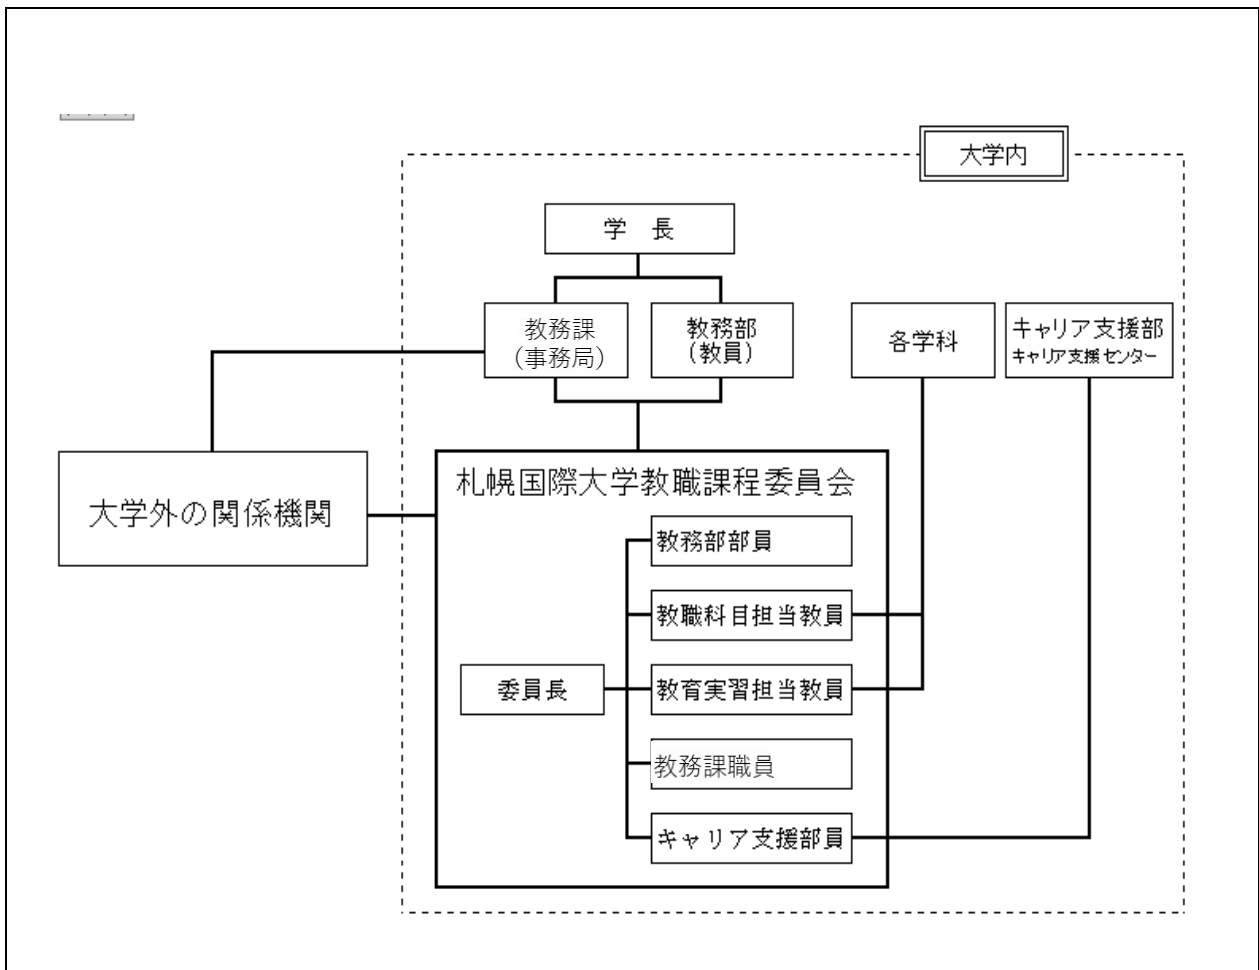 大学内
学　長
教務課
（事務局）
教務部
（教員）
各学科
キャリア支援部
キャリア支援センター
大学外の関係機関
札幌国際大学教職課程委員会
教務部部員
教職科目担当教員
委員長
教育実習担当教員
教務課職員
キャリア支援部員